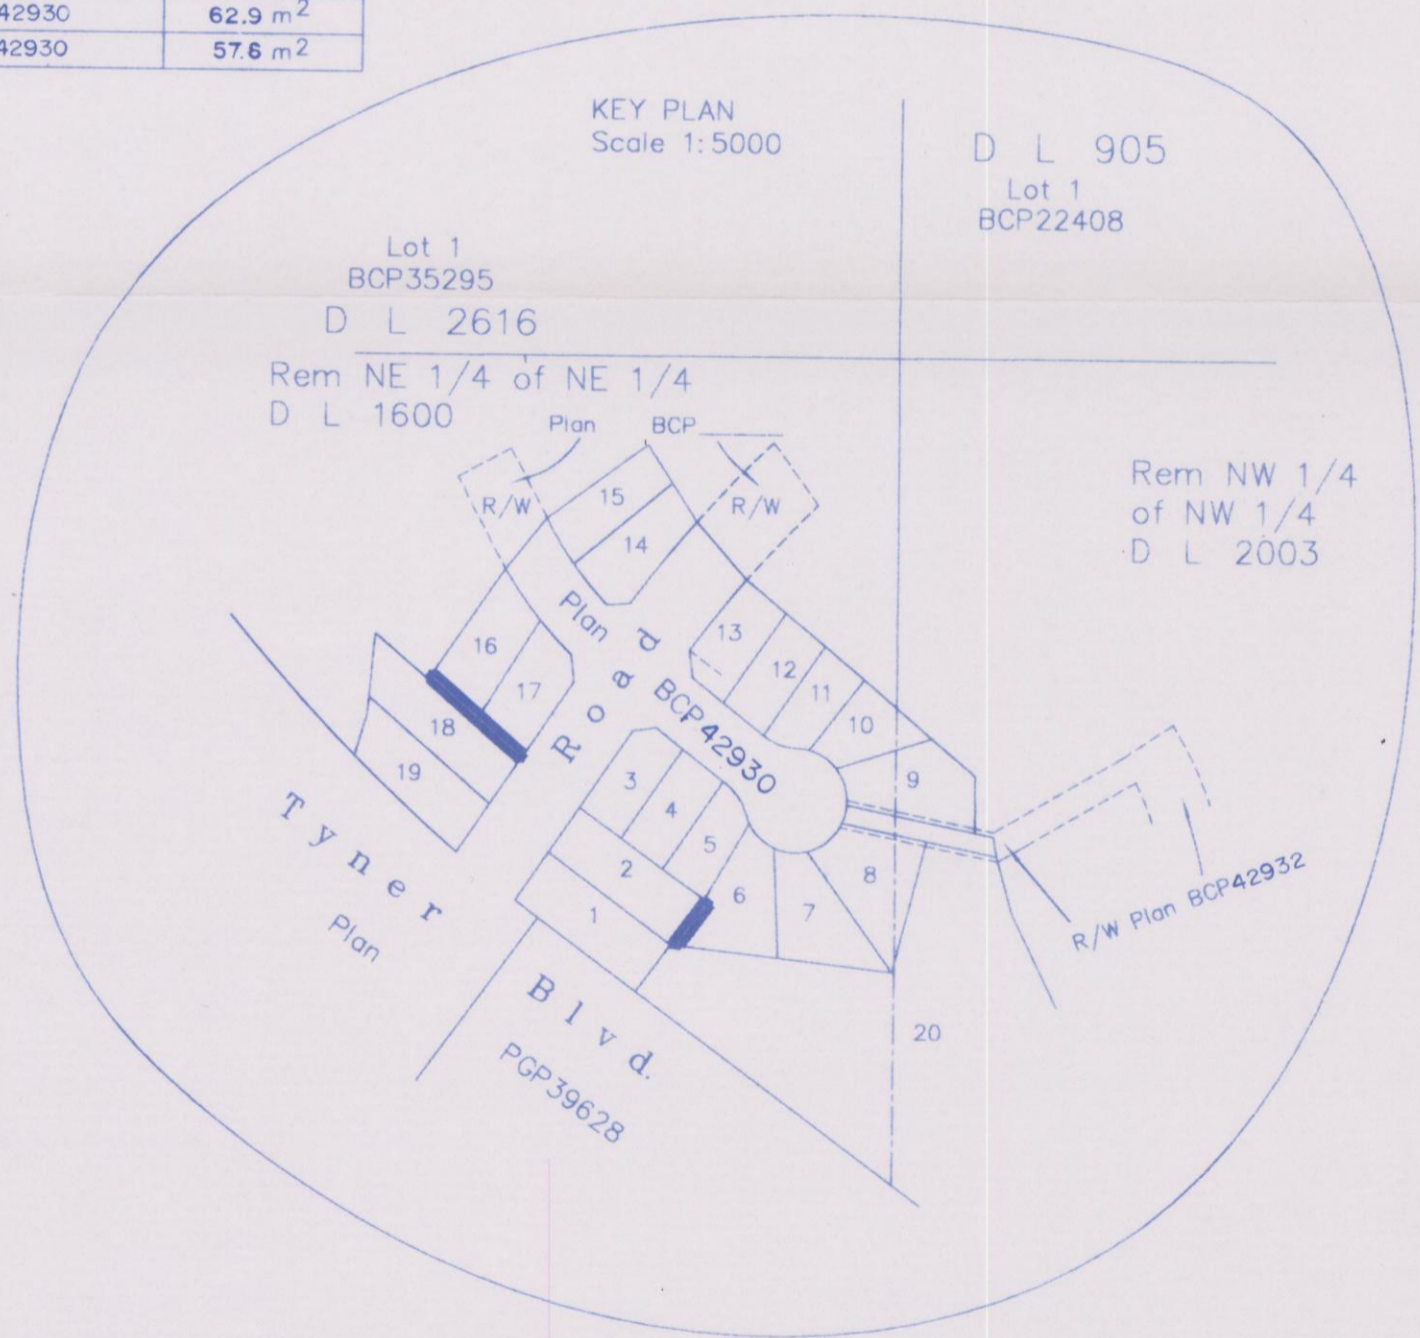 42930 62.9 m²
42930 57.6 m²
KEY PLAN
Scale 1:5000
D L 905
Lot 1
BCP22408
Lot 1
BCP35295
D L 2616
Rem NE 1/4 of NE 1/4
D L 1600
Plan BCP
Rem NW 1/4
of NW 1/4
D L 2003
R/W
15
R/W
14
Plan BCP42930
Road
13
12
11
10
9
16
17
18
19
3
4
5
2
1
6
7
8
20
Tyner Blvd.
Plan PGP39628
R/W Plan BCP42932